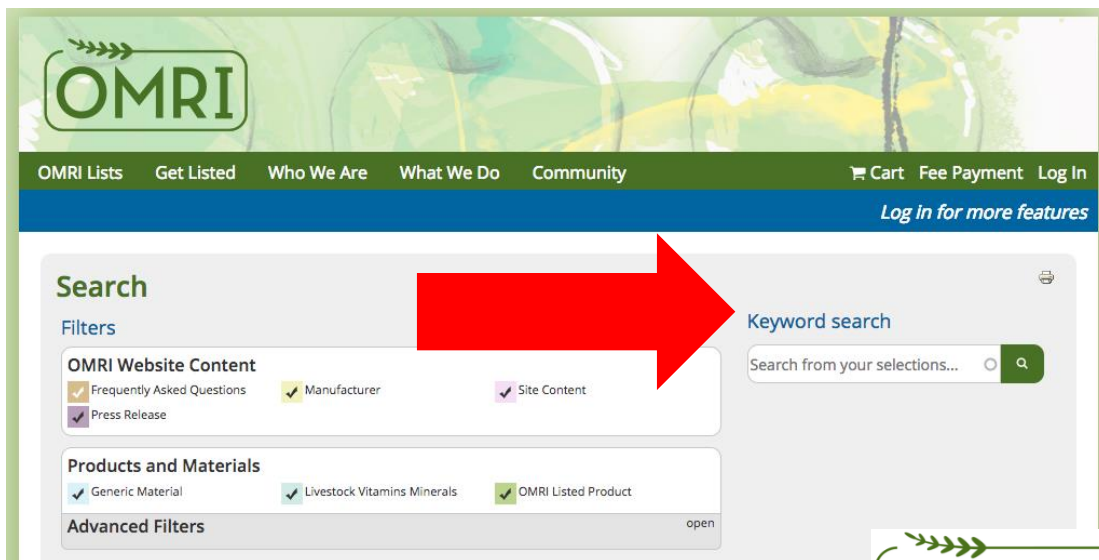 OMRI
OMRI Lists Get Listed Who We Are What We Do Community Cart Fee Payment Log In
Log in for more features
Search
Filters
OMRI Website Content
Frequently Asked Questions Manufacturer Site Content
Press Release
Products and Materials
Generic Material Livestock Vitamins Minerals OMRI Listed Product
Advanced Filters open
Keyword search
Search from your selections...